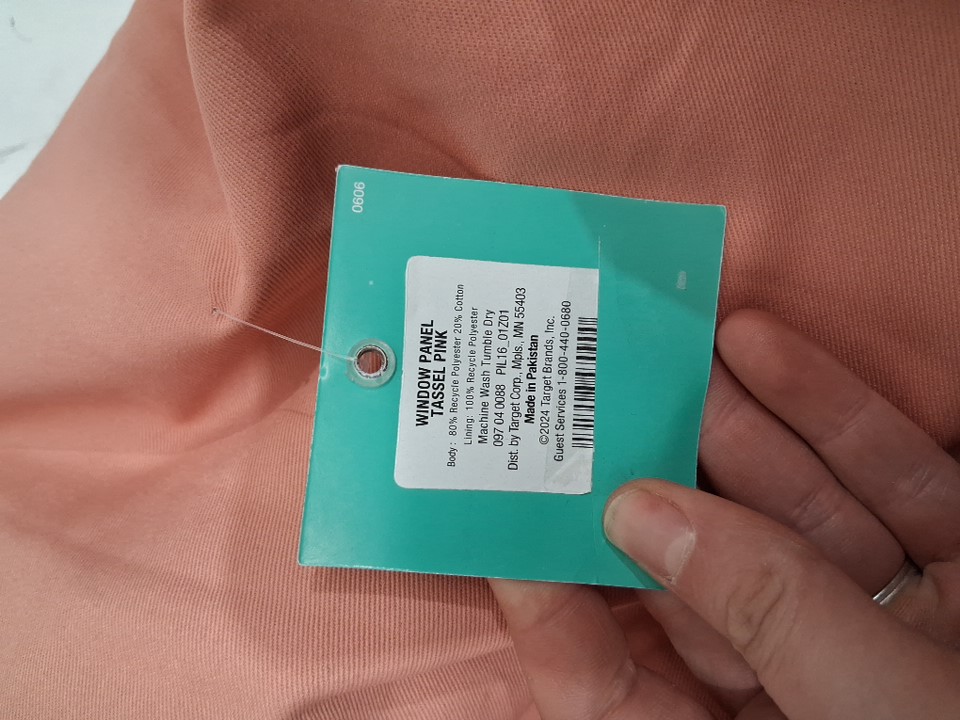 0606
WINDOW PANEL
TASSEL PINK
Body : 80% Recycle Polyester 20% Cotton
Lining: 100% Recycle Polyester
Machine Wash Tumble Dry
097 04 0088 PIL16_01Z01
Dist. by Target Corp., Mpls., MN 55403
Made in Pakistan
©2024 Target Brands, Inc.
Guest Services 1-800-440-0680